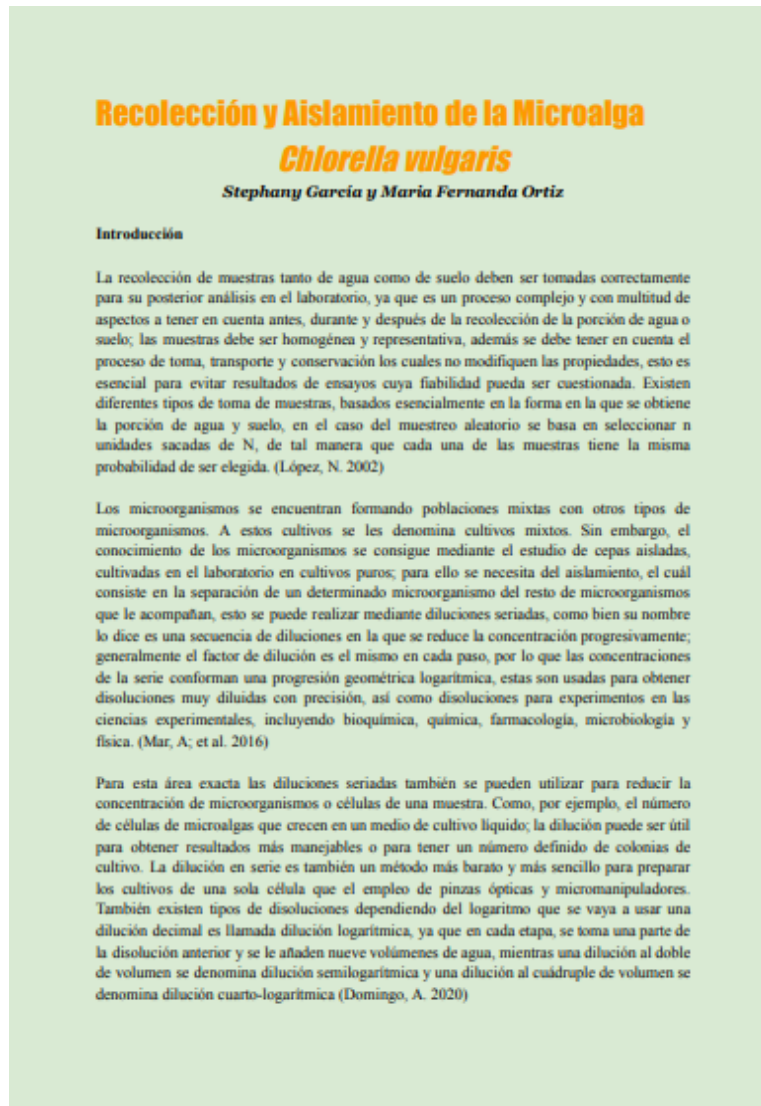 Recolección y Aislamiento de la Microalga
Chlorella vulgaris
Stephany García y Maria Fernanda Ortiz
Introducción
La recolección de muestras tanto de agua como de suelo deben ser tomadas correctamente
para su posterior análisis en el laboratorio, ya que es un proceso complejo y con multitud de
aspectos a tener en cuenta antes, durante y después de la recolección de la porción de agua o
suelo; las muestras debe ser homogénea y representativa, además se debe tener en cuenta el
proceso de toma, transporte y conservación los cuales no modifiquen las propiedades, esto es
esencial para evitar resultados de ensayos cuya fiabilidad pueda ser cuestionada. Existen
diferentes tipos de toma de muestras, basados esencialmente en la forma en la que se obtiene
la porción de agua y suelo, en el caso del muestreo aleatorio se basa en seleccionar n
unidades sacadas de N, de tal manera que cada una de las muestras tiene la misma
probabilidad de ser elegida. (López, N. 2002)
Los microorganismos se encuentran formando poblaciones mixtas con otros tipos de
microorganismos. A estos cultivos se les denomina cultivos mixtos. Sin embargo, el
conocimiento de los microorganismos se consigue mediante el estudio de cepas aisladas,
cultivadas en el laboratorio en cultivos puros; para ello se necesita del aislamiento, el cuál
consiste en la separación de un determinado microorganismo del resto de microorganismos
que le acompañan, esto se puede realizar mediante diluciones seriadas, como bien su nombre
lo dice es una secuencia de diluciones en la que se reduce la concentración progresivamente;
generalmente el factor de dilución es el mismo en cada paso, por lo que las concentraciones
de la serie conforman una progresión geométrica logarítmica, estas son usadas para obtener
disoluciones muy diluidas con precisión, así como disoluciones para experimentos en las
ciencias experimentales, incluyendo bioquímica, química, farmacología, microbiología y
física. (Mar, A; et al. 2016)
Para esta área exacta las diluciones seriadas también se pueden utilizar para reducir la
concentración de microorganismos o células de una muestra. Como, por ejemplo, el número
de células de microalgas que crecen en un medio de cultivo líquido; la dilución puede ser útil
para obtener resultados más manejables o para tener un número definido de colonias de
cultivo. La dilución en serie es también un método más barato y más sencillo para preparar
los cultivos de una sola célula que el empleo de pinzas ópticas y micromanipuladores.
También existen tipos de disoluciones dependiendo del logaritmo que se vaya a usar una
dilución decimal es llamada dilución logarítmica, ya que en cada etapa, se toma una parte de
la disolución anterior y se le añaden nueve volúmenes de agua, mientras una dilución al doble
de volumen se denomina dilución semilogarítmica y una dilución al cuádruple de volumen se
denomina dilución cuarto-logarítmica (Domingo, A. 2020)